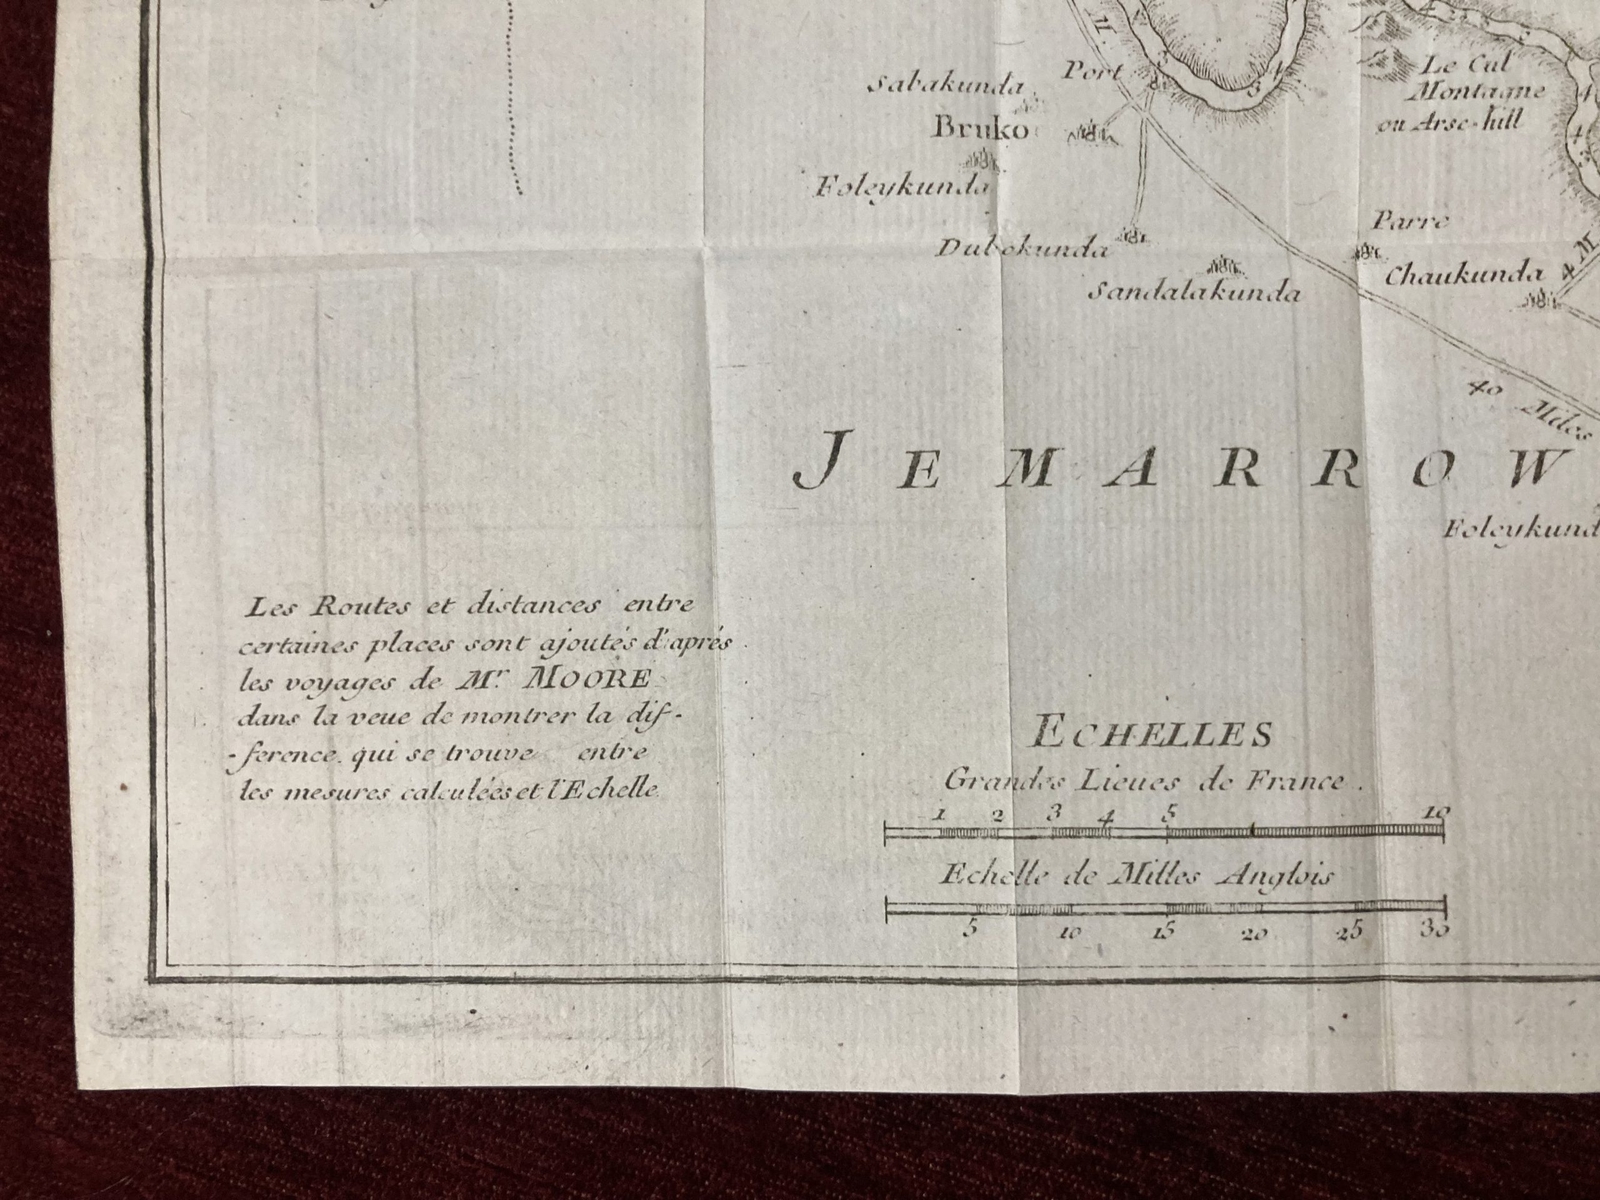 M.
Port
Sabakunda
Bruko
Foleykunda
Dubokunda
Sandalakunda
Le Cul
Montagne
ou Arse-hill
Parre
Chaukunda
4 M
40 Miles
JEMARROW
Foleykund
Les Routes et distances entre
certaines places sont ajoutés d'aprés
les voyages de Mr. MOORE
dans la veue de montrer la dif-
-ference qui se trouve entre
les mesures calculées et l'Echelle
ECHELLES
Grandes Lieues de France.
1 2 3 4 5 10
Echelle de Milles Anglois
5 10 15 20 25 30